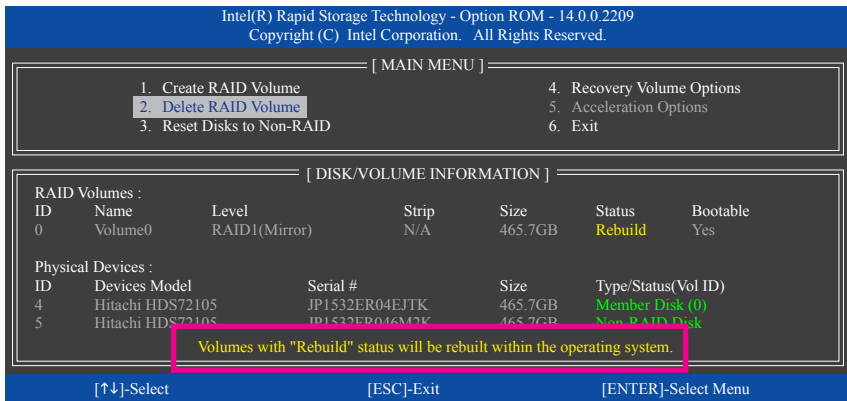 Intel(R) Rapid Storage Technology - Option ROM - 14.0.0.2209
Copyright (C) Intel Corporation. All Rights Reserved.
[ MAIN MENU ]
1. Create RAID Volume
2. Delete RAID Volume
3. Reset Disks to Non-RAID
4. Recovery Volume Options
5. Acceleration Options
6. Exit
[ DISK/VOLUME INFORMATION ]
RAID Volumes :
ID Name Level Strip Size Status Bootable
0 Volume0 RAID1(Mirror) N/A 465.7GB Rebuild Yes
Physical Devices :
ID Devices Model Serial # Size Type/Status(Vol ID)
4 Hitachi HDS72105 JP1532ER04EJTK 465.7GB Member Disk (0)
5 Hitachi HDS72105 JP1532ER046M2K 465.7GB Non-RAID Disk
Volumes with "Rebuild" status will be rebuilt within the operating system.
[↑↓]-Select [ESC]-Exit [ENTER]-Select Menu